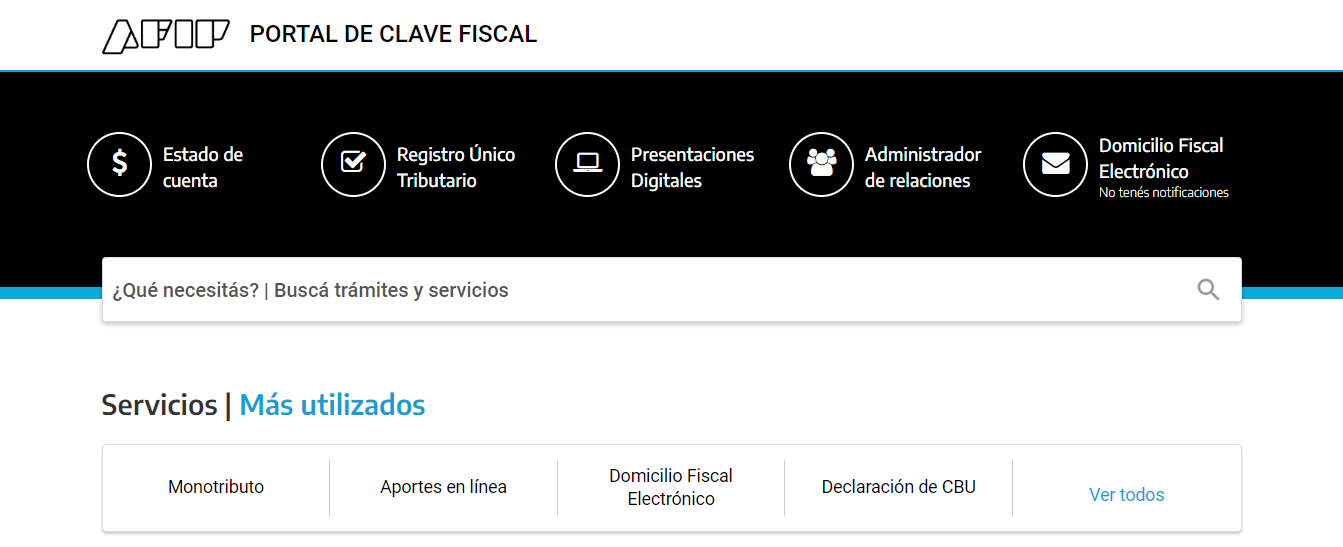 AFIP PORTAL DE CLAVE FISCAL
Estado de
cuenta
Registro Único
Tributario
Presentaciones
Digitales
Administrador
de relaciones
Domicilio Fiscal
Electrónico
No tenés notificaciones
¿Qué necesitás? | Buscá trámites y servicios
Servicios | Más utilizados
Monotributo
Aportes en línea
Domicilio Fiscal
Electrónico
Declaración de CBU
Ver todos